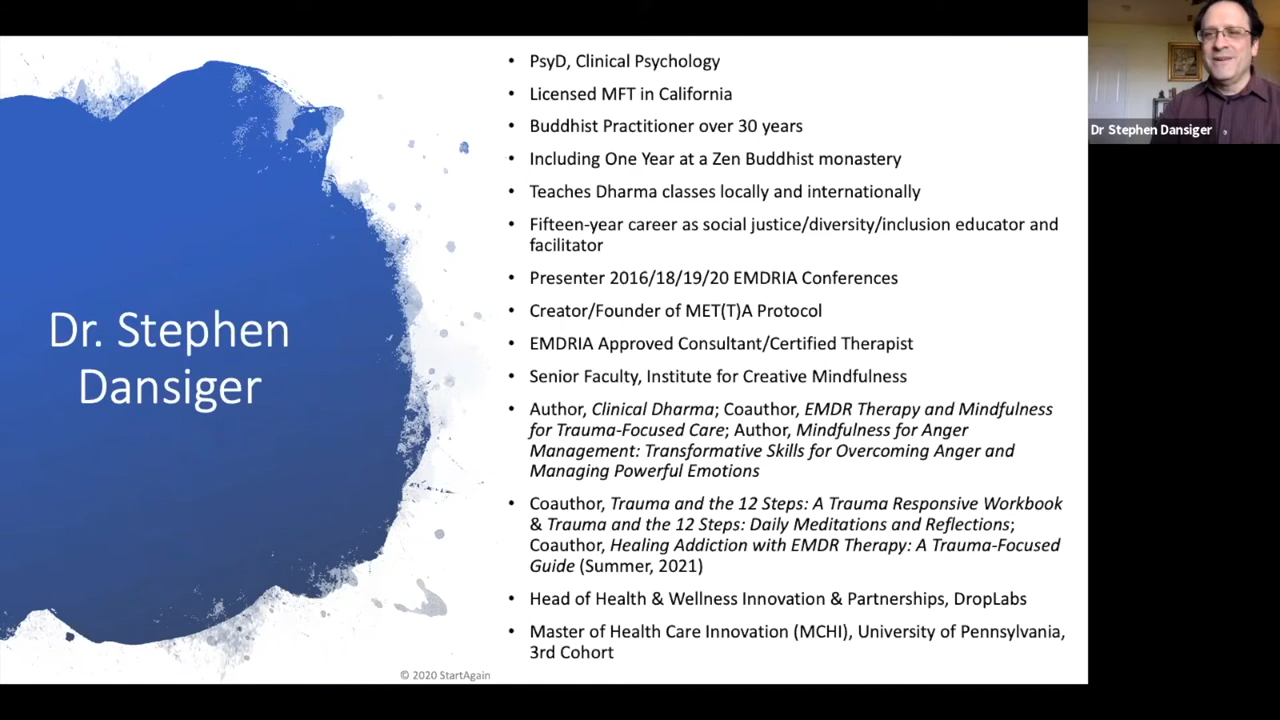 Dr. Stephen
Dansiger
• PsyD, Clinical Psychology
• Licensed MFT in California
• Buddhist Practitioner over 30 years
• Including One Year at a Zen Buddhist monastery
• Teaches Dharma classes locally and internationally
• Fifteen-year career as social justice/diversity/inclusion educator and
facilitator
• Presenter 2016/18/19/20 EMDRIA Conferences
• Creator/Founder of MET(T)A Protocol
• EMDRIA Approved Consultant/Certified Therapist
• Senior Faculty, Institute for Creative Mindfulness
• Author, Clinical Dharma; Coauthor, EMDR Therapy and Mindfulness
for Trauma-Focused Care; Author, Mindfulness for Anger
Management: Transformative Skills for Overcoming Anger and
Managing Powerful Emotions
• Coauthor, Trauma and the 12 Steps: A Trauma Responsive Workbook
& Trauma and the 12 Steps: Daily Meditations and Reflections;
Coauthor, Healing Addiction with EMDR Therapy: A Trauma-Focused
Guide (Summer, 2021)
• Head of Health & Wellness Innovation & Partnerships, DropLabs
• Master of Health Care Innovation (MCHI), University of Pennsylvania,
3rd Cohort
© 2020 StartAgain
Dr Stephen Dansiger